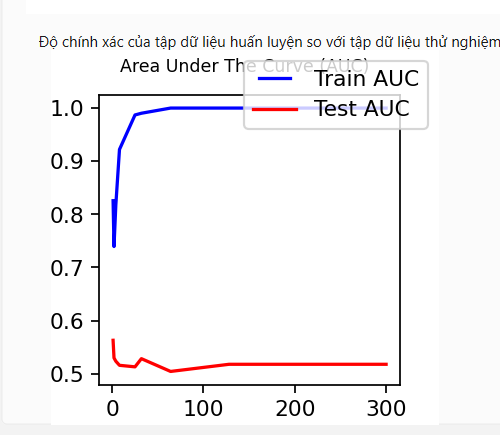 Độ chính xác của tập dữ liệu huấn luyện so với tập dữ liệu thử nghiệm
Area Under The Curve (AUC)
Train AUC
Test AUC
1.0
0.9
0.8
0.7
0.6
0.5
0 100 200 300